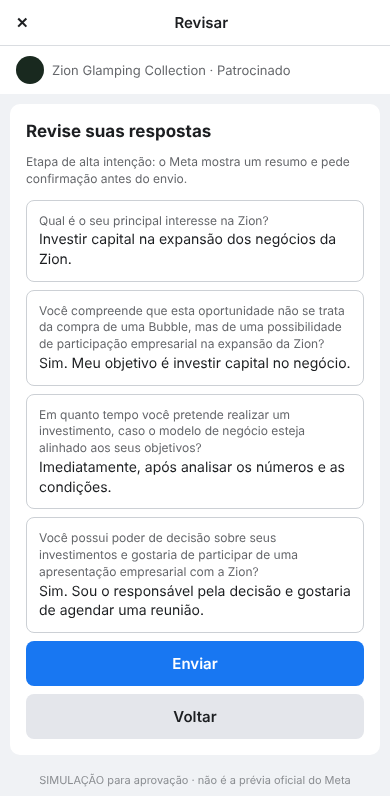 ✕ Revisar
Zion Glamping Collection · Patrocinado
Revise suas respostas
Etapa de alta intenção: o Meta mostra um resumo e pede
confirmação antes do envio.
Qual é o seu principal interesse na Zion?
Investir capital na expansão dos negócios da
Zion.
Você compreende que esta oportunidade não se trata
da compra de uma Bubble, mas de uma possibilidade
de participação empresarial na expansão da Zion?
Sim. Meu objetivo é investir capital no negócio.
Em quanto tempo você pretende realizar um
investimento, caso o modelo de negócio esteja
alinhado aos seus objetivos?
Imediatamente, após analisar os números e as
condições.
Você possui poder de decisão sobre seus
investimentos e gostaria de participar de uma
apresentação empresarial com a Zion?
Sim. Sou o responsável pela decisão e gostaria
de agendar uma reunião.
Enviar
Voltar
SIMULAÇÃO para aprovação · não é a prévia oficial do Meta